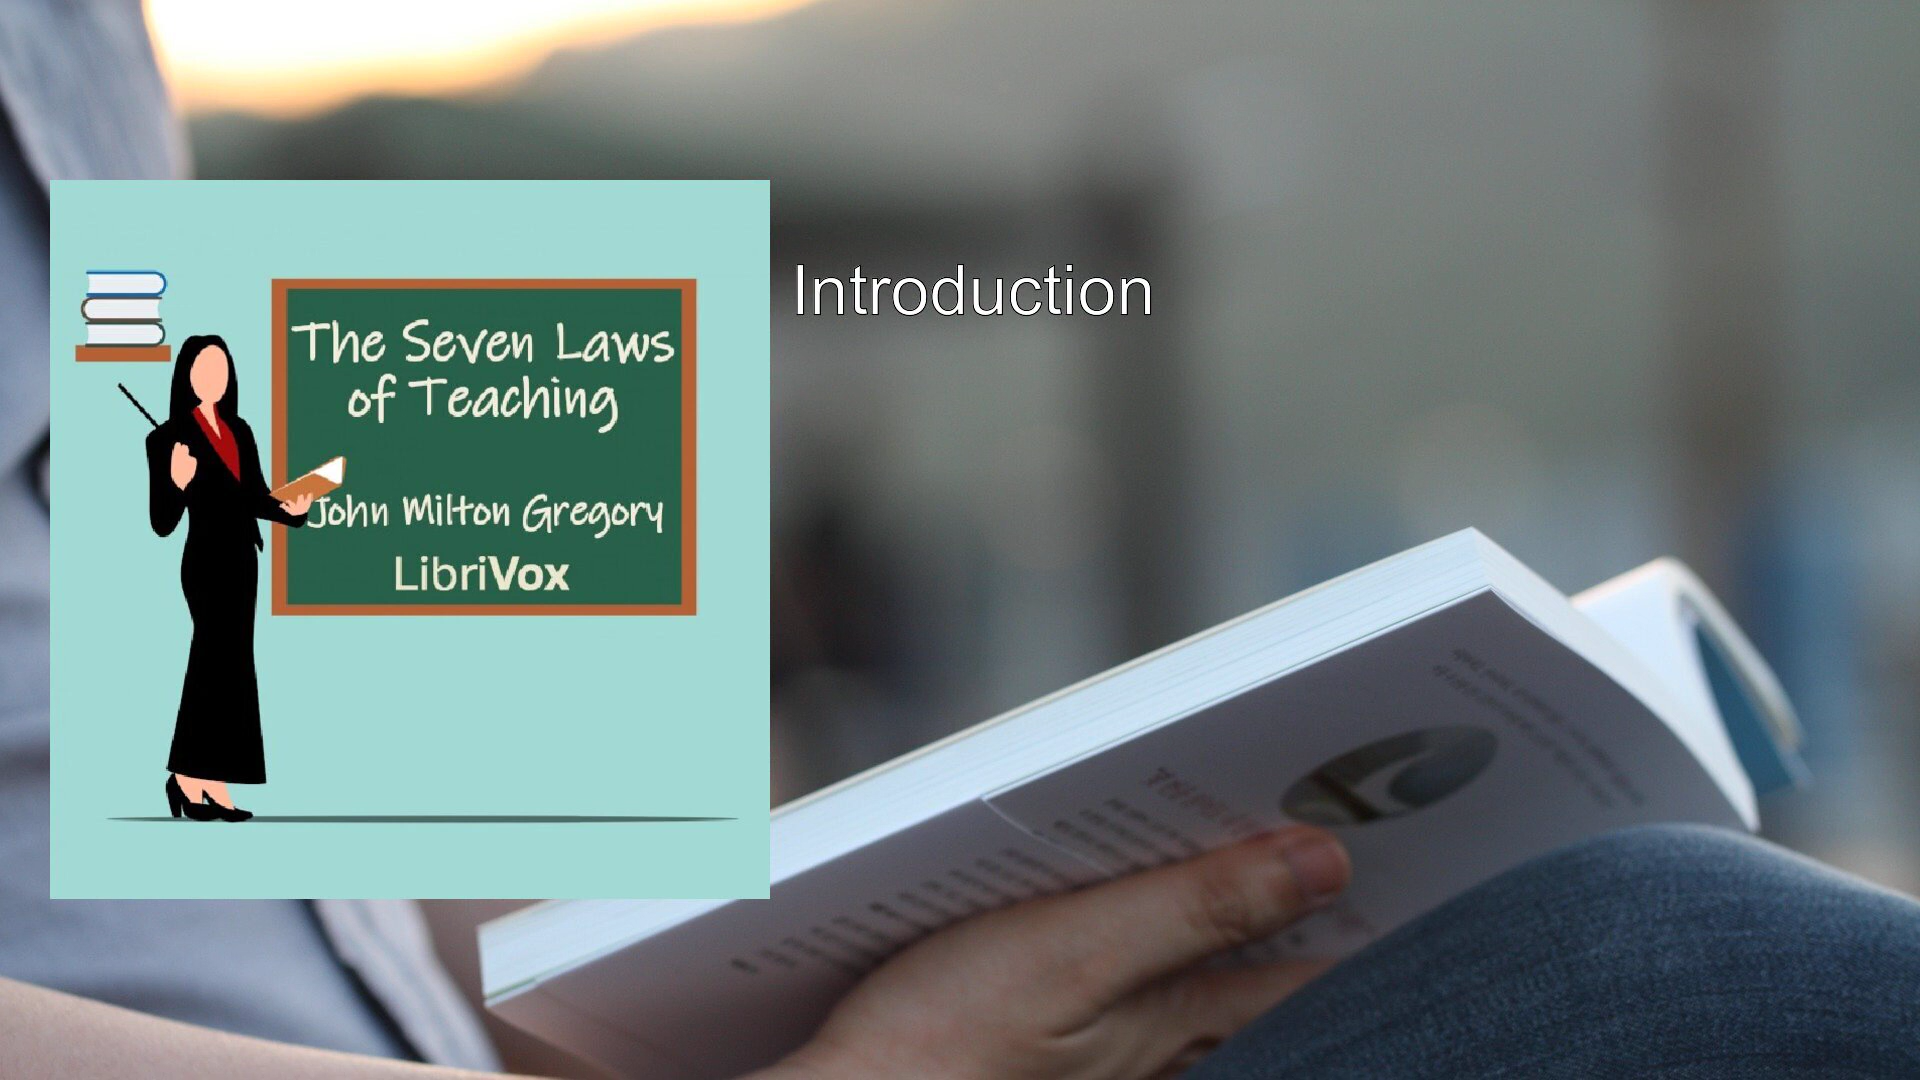 The Seven Laws
of Teaching
John Milton Gregory
LibriVox
Introduction